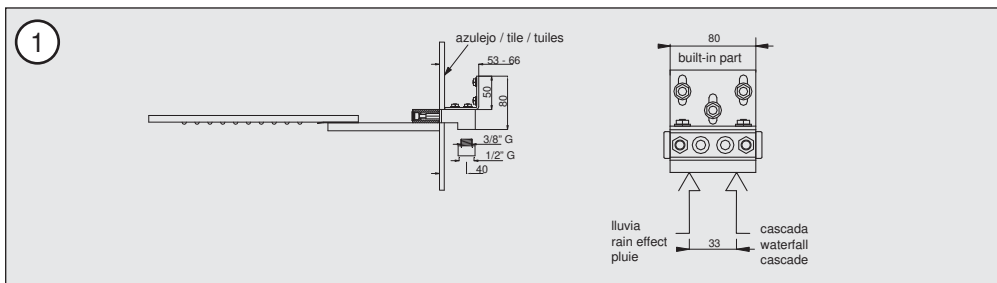 1
azulejo / tile / tuiles
53 - 66
50
80
3/8" G
1/2" G
40
80
built-in part
lluvia
rain effect
pluie
33
cascada
waterfall
cascade